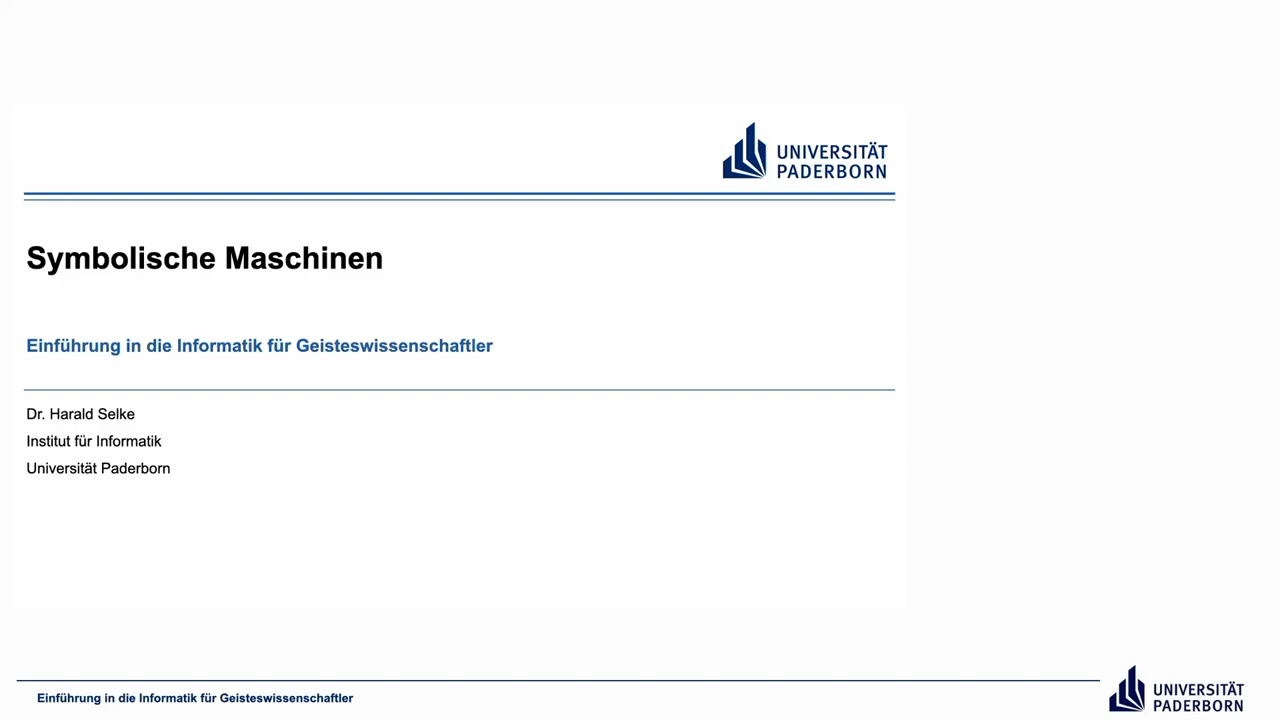 UNIVERSITÄT
PADERBORN
Symbolische Maschinen
Einführung in die Informatik für Geisteswissenschaftler
Dr. Harald Selke
Institut für Informatik
Universität Paderborn
Einführung in die Informatik für Geisteswissenschaftler
UNIVERSITÄT
PADERBORN